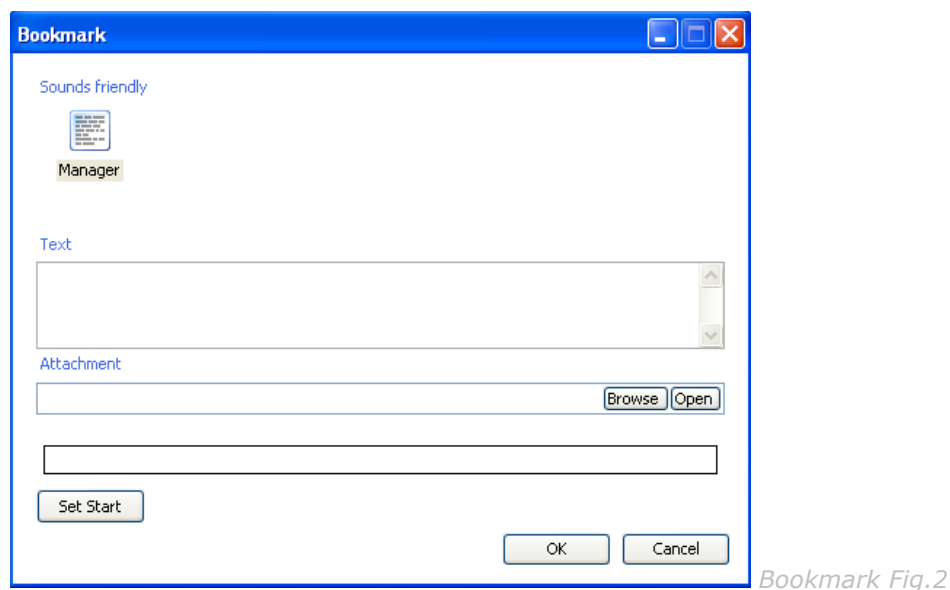 Bookmark
Sounds friendly
Manager
Text
Attachment
Browse Open
Set Start
OK Cancel
Bookmark Fig.2